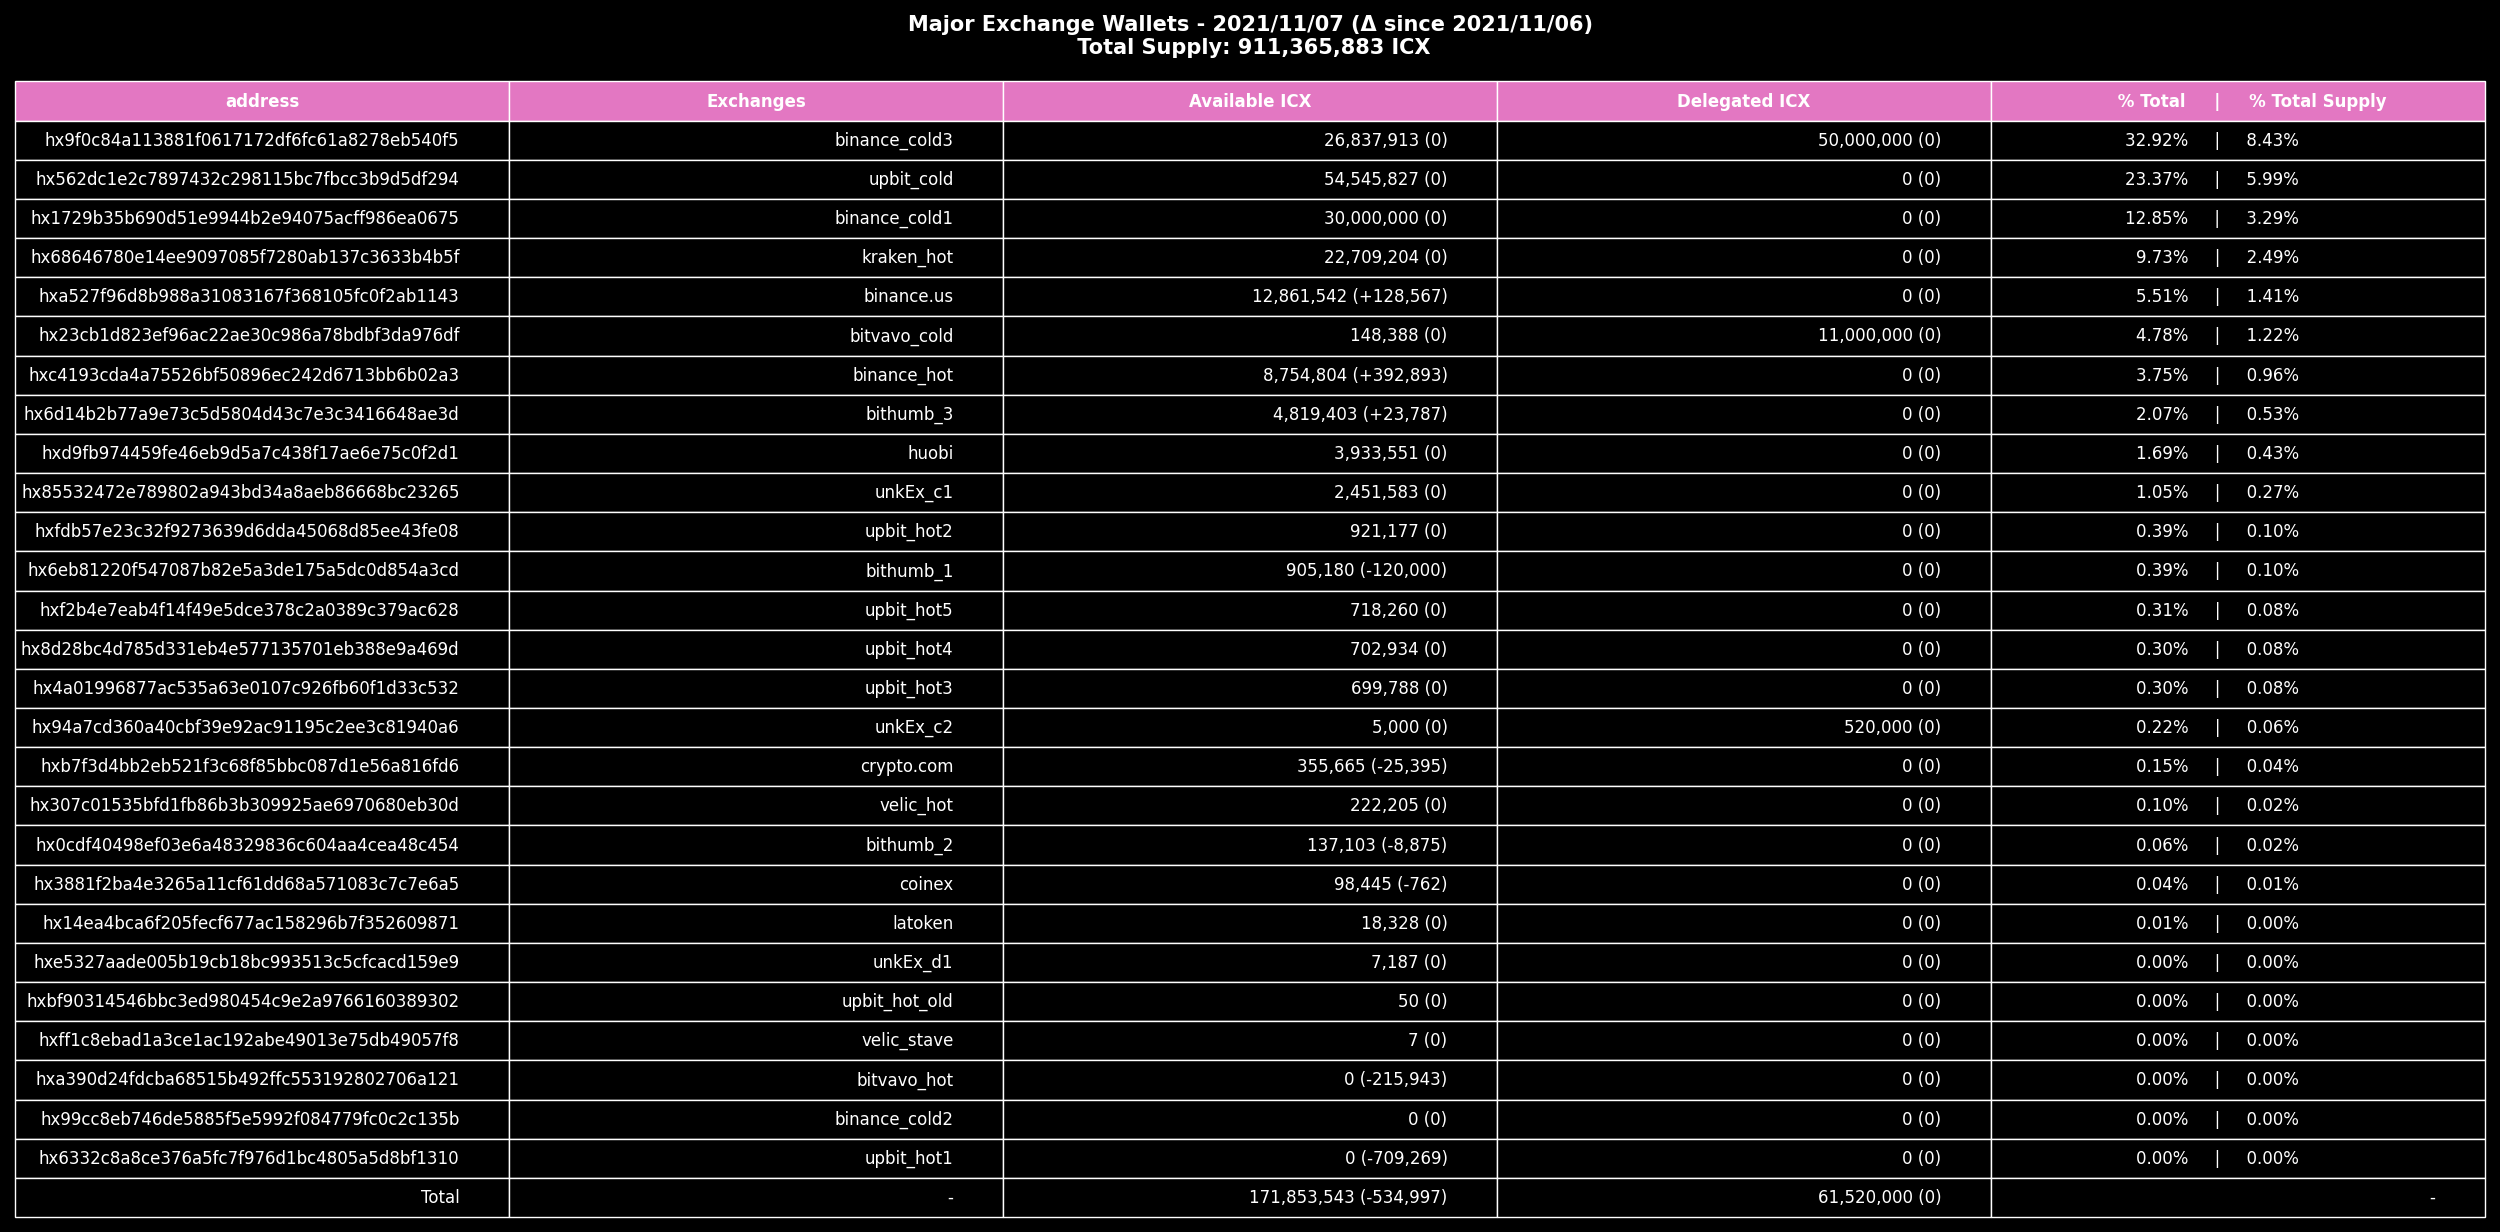 Major Exchange Wallets - 2021/11/07 (Δ since 2021/11/06)
Total Supply: 911,365,883 ICX
address Exchanges Available ICX Delegated ICX % Total | % Total Supply
hx9f0c84a113881f0617172df6fc61a8278eb540f5 binance_cold3 26,837,913 (0) 50,000,000 (0) 32.92% | 8.43%
hx562dc1e2c7897432c298115bc7fbcc3b9d5df294 upbit_cold 54,545,827 (0) 0 (0) 23.37% | 5.99%
hx1729b35b690d51e9944b2e94075acff986ea0675 binance_cold1 30,000,000 (0) 0 (0) 12.85% | 3.29%
hx68646780e14ee9097085f7280ab137c3633b4b5f kraken_hot 22,709,204 (0) 0 (0) 9.73% | 2.49%
hxa527f96d8b988a31083167f368105fc0f2ab1143 binance.us 12,861,542 (+128,567) 0 (0) 5.51% | 1.41%
hx23cb1d823ef96ac22ae30c986a78bdbf3da976df bitvavo_cold 148,388 (0) 11,000,000 (0) 4.78% | 1.22%
hxc4193cda4a75526bf50896ec242d6713bb6b02a3 binance_hot 8,754,804 (+392,893) 0 (0) 3.75% | 0.96%
hx6d14b2b77a9e73c5d5804d43c7e3c3416648ae3d bithumb_3 4,819,403 (+23,787) 0 (0) 2.07% | 0.53%
hxd9fb974459fe46eb9d5a7c438f17ae6e75c0f2d1 huobi 3,933,551 (0) 0 (0) 1.69% | 0.43%
hx85532472e789802a943bd34a8aeb86668bc23265 unkEx_c1 2,451,583 (0) 0 (0) 1.05% | 0.27%
hxfdb57e23c32f9273639d6dda45068d85ee43fe08 upbit_hot2 921,177 (0) 0 (0) 0.39% | 0.10%
hx6eb81220f547087b82e5a3de175a5dc0d854a3cd bithumb_1 905,180 (-120,000) 0 (0) 0.39% | 0.10%
hxf2b4e7eab4f14f49e5dce378c2a0389c379ac628 upbit_hot5 718,260 (0) 0 (0) 0.31% | 0.08%
hx8d28bc4d785d331eb4e577135701eb388e9a469d upbit_hot4 702,934 (0) 0 (0) 0.30% | 0.08%
hx4a01996877ac535a63e0107c926fb60f1d33c532 upbit_hot3 699,788 (0) 0 (0) 0.30% | 0.08%
hx94a7cd360a40cbf39e92ac91195c2ee3c81940a6 unkEx_c2 5,000 (0) 520,000 (0) 0.22% | 0.06%
hxb7f3d4bb2eb521f3c68f85bbc087d1e56a816fd6 crypto.com 355,665 (-25,395) 0 (0) 0.15% | 0.04%
hx307c01535bfd1fb86b3b309925ae6970680eb30d velic_hot 222,205 (0) 0 (0) 0.10% | 0.02%
hx0cdf40498ef03e6a48329836c604aa4cea48c454 bithumb_2 137,103 (-8,875) 0 (0) 0.06% | 0.02%
hx3881f2ba4e3265a11cf61dd68a571083c7c7e6a5 coinex 98,445 (-762) 0 (0) 0.04% | 0.01%
hx14ea4bca6f205fecf677ac158296b7f352609871 latoken 18,328 (0) 0 (0) 0.01% | 0.00%
hxe5327aade005b19cb18bc993513c5cfcacd159e9 unkEx_d1 7,187 (0) 0 (0) 0.00% | 0.00%
hxbf90314546bbc3ed980454c9e2a9766160389302 upbit_hot_old 50 (0) 0 (0) 0.00% | 0.00%
hxff1c8ebad1a3ce1ac192abe49013e75db49057f8 velic_stave 7 (0) 0 (0) 0.00% | 0.00%
hxa390d24fdcba68515b492ffc553192802706a121 bitvavo_hot 0 (-215,943) 0 (0) 0.00% | 0.00%
hx99cc8eb746de5885f5e5992f084779fc0c2c135b binance_cold2 0 (0) 0 (0) 0.00% | 0.00%
hx6332c8a8ce376a5fc7f976d1bc4805a5d8bf1310 upbit_hot1 0 (-709,269) 0 (0) 0.00% | 0.00%
Total - 171,853,543 (-534,997) 61,520,000 (0) -